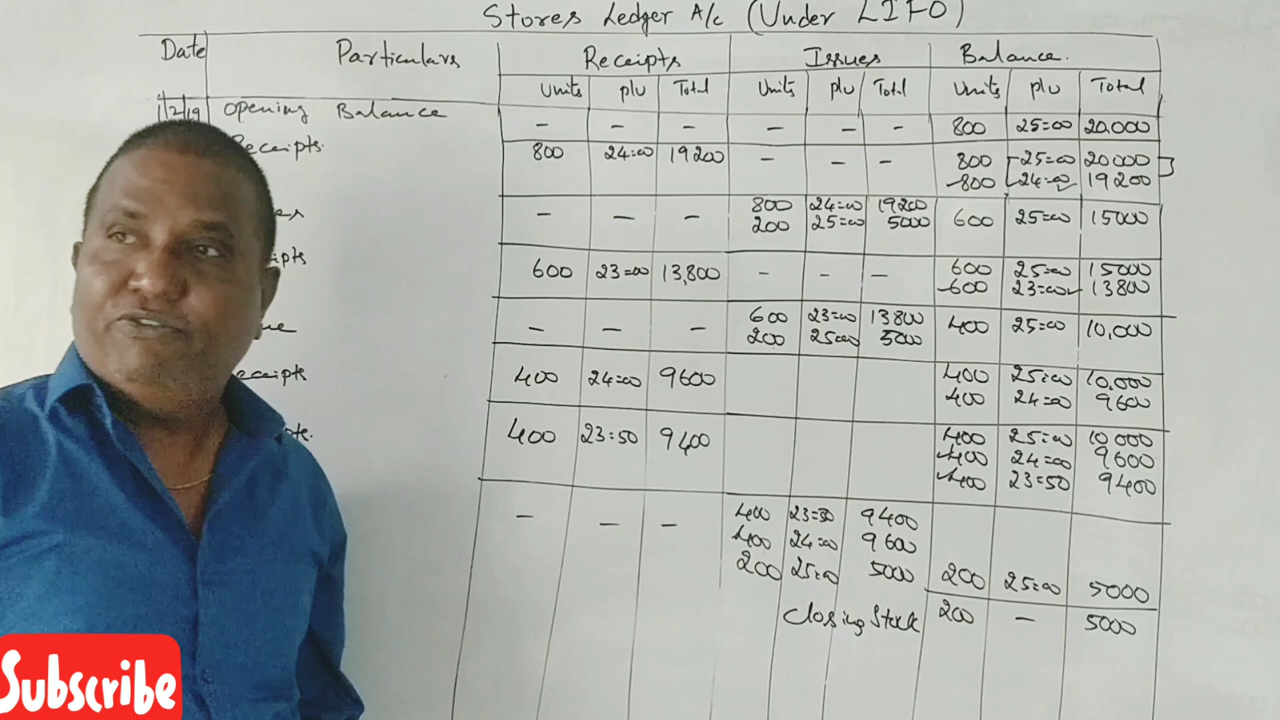 Stores Ledger A/c (Under LIFO)
Date Particulars Receipts Issues Balance.
Units p/u Total Units p/u Total Units p/u Total
1/2/19 opening Balance - - - - - - 800 25=00 20,000
Receipts. 800 24=00 19200 - - - 800 25=00 20,000
800 24=00 19200
- - - 800 24=00 19200 600 25=00 15000
200 25=00 5000
600 23=00 13,800 - - - 600 25=00 15000
600 23=00 13800
- - - 600 23=00 13800 400 25=00 10,000
200 25=00 5000
400 24=00 9600 400 25=00 10,000
400 24=00 9600
400 23=50 9400 400 25=00 10000
400 24=00 9600
400 23=50 9400
- - - 400 23=50 9400
400 24=00 9600
200 25=00 5000 200 25=00 5000
Closing Stock 200 - 5000
Subscribe